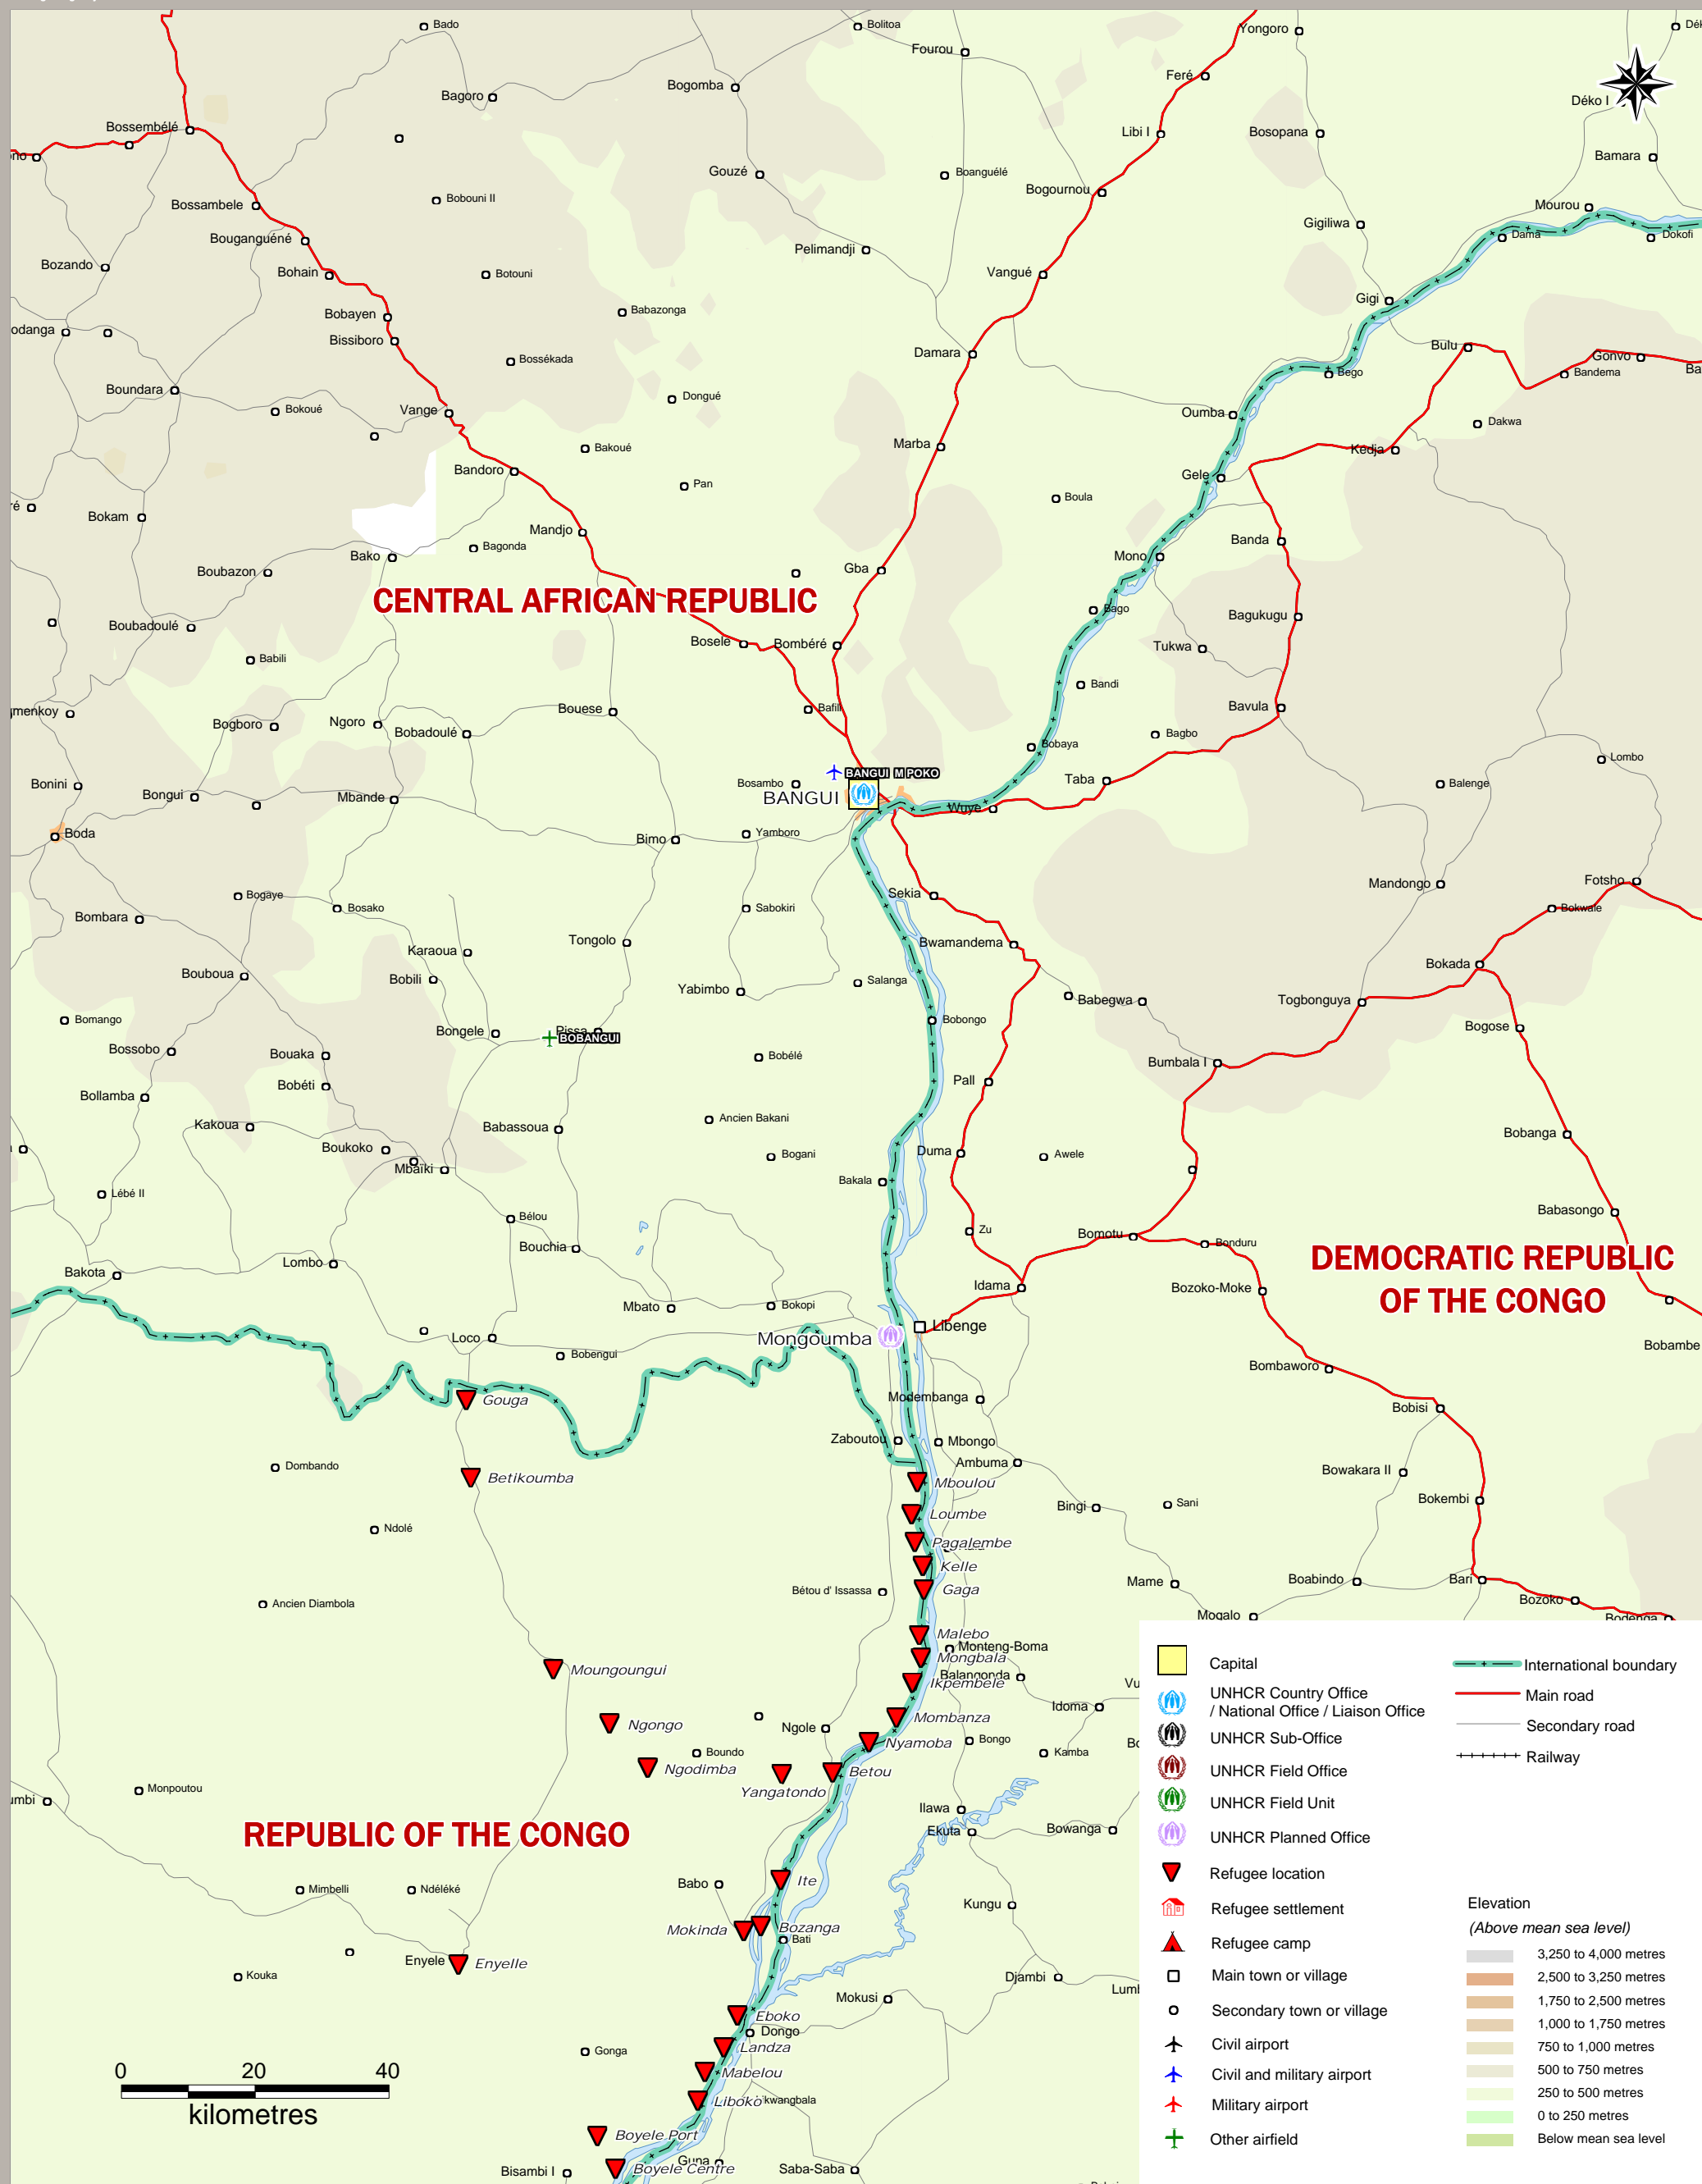 Bado
Bolitoa
Yongoro
Fourou
Feré
Bagoro
Bogomba
Déko I
Bossembélé
Libi I
Bosopana
Bamara
Gouzé
Boanguélé
Bogournou
Bobouni II
Bossambele
Mourou
Gigiliwa
Bouganguéné
Dama
Dokofi
Pelimandji
Bozando
Bohain
Botouni
Vangué
Gigi
Bobayen
Babazonga
Bissiboro
Damara
Bulu
Gonvo
Bossékada
Bego
Bandema
Boundara
Dongué
Bokoué
Vange
Oumba
Dakwa
Marba
Bakoué
Kedja
Bandoro
Gele
Pan
Boula
Bokam
Mandjo
Banda
Bagonda
Bako
Mono
Boubazon
Gba
CENTRAL AFRICAN REPUBLIC
Bago
Bagukugu
Boubadoulé
Bosele
Bombéré
Tukwa
Babili
Bandi
Bouese
Bafili
Bavula
Bogboro
Ngoro
Bobadoulé
Bagbo
Bobaya
Lombo
BANGUI M POKO
Taba
Bonini
Bosambo
Balenge
Bongui
Mbande
BANGUI
Wuye
Boda
Yamboro
Bimo
Sekia
Mandongo
Fotsho
Bogaye
Bosako
Sabokiri
Bokwale
Bombara
Tongolo
Bwamandema
Karaoua
Bokada
Bouboua
Bobili
Salanga
Yabimbo
Babegwa
Togbonguya
Bomango
Bobongo
Bogose
Bongele
Pissa
BOBANGUI
Bossobo
Bouaka
Bobélé
Bumbala I
Bobéti
Pall
Bollamba
Ancien Bakani
Kakoua
Babassoua
Bobanga
Boukoko
Duma
Awele
Bogani
Mbaïki
Bakala
Lébé II
Babasongo
Bélou
Zu
Bomotu
Bonduru
Bouchia
DEMOCRATIC REPUBLIC
OF THE CONGO
Lombo
Bakota
Idama
Bozoko-Moke
Mbato
Bokopi
Libenge
Loco
Mongoumba
Bobambe
Bobengui
Bombaworo
Gouga
Modembanga
Bobisi
Zaboutou
Mbongo
Dombando
Ambuma
Betikoumba
Bowakara II
Mboulou
Bokembi
Bingi
Sani
Loumbe
Ndolé
Pagalembe
Kelle
Mame
Boabindo
Bari
Bétou d' Issassa
Gaga
Bozoko
Ancien Diambola
Mogalo
Bodenga
Malebo
Monteng-Boma
Mongbala
Moungoungui
Balangonda
Ikpembele
Idoma
Mombanza
Ngongo
Ngole
Nyamoba
Bongo
Boundo
Kamba
Ngodimba
Betou
Monpoutou
Yangatondo
Ilawa
Ekuta
Bowanga
REPUBLIC OF THE CONGO
Ite
Babo
Mimbelli
Ndéléké
Kungu
Mokinda
Bozanga
Bati
Enyele
Enyelle
Kouka
Djambi
Mokusi
Eboko
Dongo
Landza
Gonga
Mabelou
Liboko
Boyele Port
Guna
Boyele Centre
Bisambi I
Saba-Saba
0 20 40
kilometres
Capital
UNHCR Country Office
/ National Office / Liaison Office
UNHCR Sub-Office
UNHCR Field Office
UNHCR Field Unit
UNHCR Planned Office
Refugee location
Refugee settlement
Refugee camp
Main town or village
Secondary town or village
Civil airport
Civil and military airport
Military airport
Other airfield
International boundary
Main road
Secondary road
Railway
Elevation
(Above mean sea level)
3,250 to 4,000 metres
2,500 to 3,250 metres
1,750 to 2,500 metres
1,000 to 1,750 metres
750 to 1,000 metres
500 to 750 metres
250 to 500 metres
0 to 250 metres
Below mean sea level